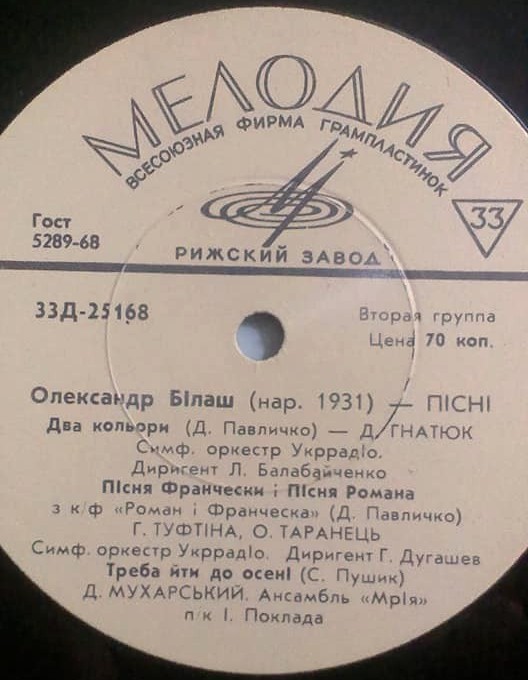 МЕЛОДИЯ
ВСЕСОЮЗНАЯ ФИРМА ГРАМПЛАСТИНОК
Гост
5289-68
33
РИЖСКИЙ ЗАВОД
33Д-25168
Вторая группа
Цена 70 коп.
Олександр Білаш (нар. 1931) — ПІСНІ
Два кольори (Д. Павличко) — Д. ГНАТЮК
Симф. оркестр Укррадіо.
Диригент Л. Балабайченко
Пісня Франчески і Пісня Романа
з к/ф „Роман і Франческа" (Д. Павличко)
Г. ТУФТІНА, О. ТАРАНЕЦЬ
Симф. оркестр Укррадіо. Диригент Г. Дугашев
Треба йти до осені (С. Пушик)
Д. МУХАРСЬКИЙ. Ансамбль «Мрія»
п/к І. Поклада